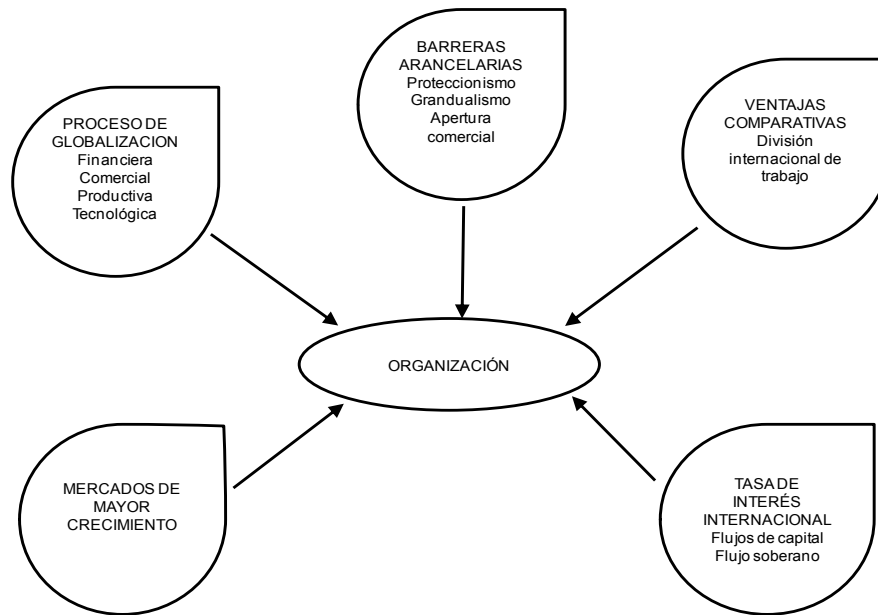 BARRERAS
ARANCELARIAS
Proteccionismo
Grandualismo
Apertura
comercial
PROCESO DE
GLOBALIZACION
Financiera
Comercial
Productiva
Tecnológica
VENTAJAS
COMPARATIVAS
División
internacional de
trabajo
ORGANIZACIÓN
MERCADOS DE
MAYOR
CRECIMIENTO
TASA DE
INTERÉS
INTERNACIONAL
Flujos de capital
Flujo soberano